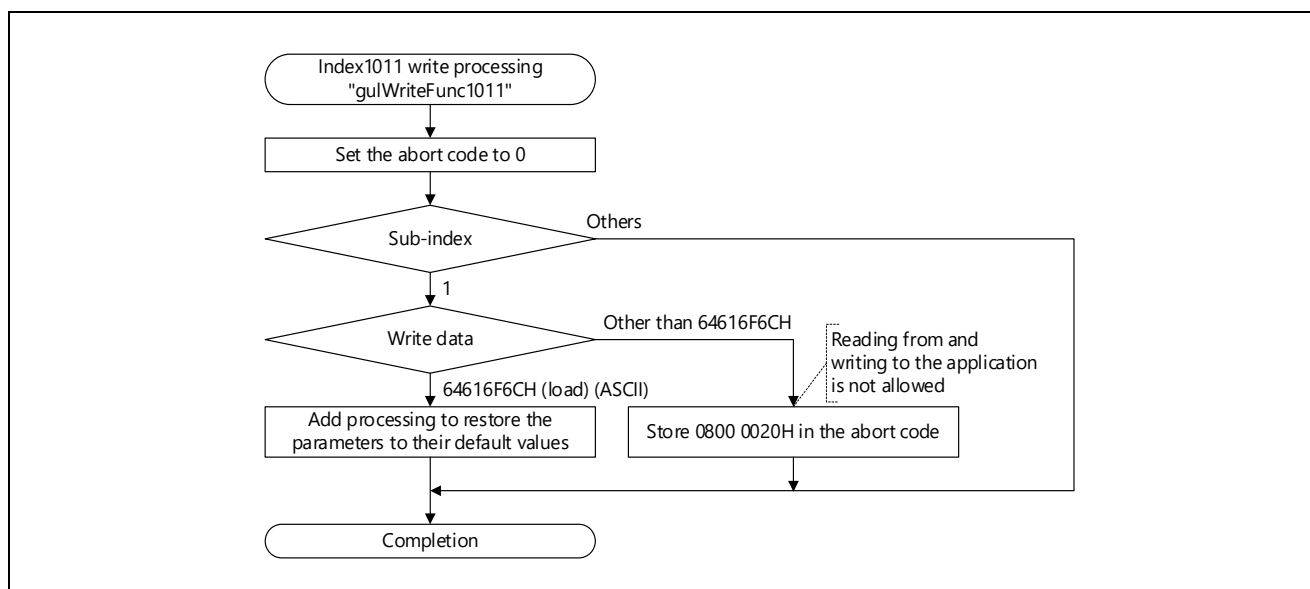 Index1011 write processing
"gulWriteFunc1011"
Set the abort code to 0
Others
Sub-index
1
Other than 64616F6CH
Write data
Reading from and
writing to the application
is not allowed
64616F6CH (load) (ASCII)
Add processing to restore the
parameters to their default values
Store 0800 0020H in the abort code
Completion